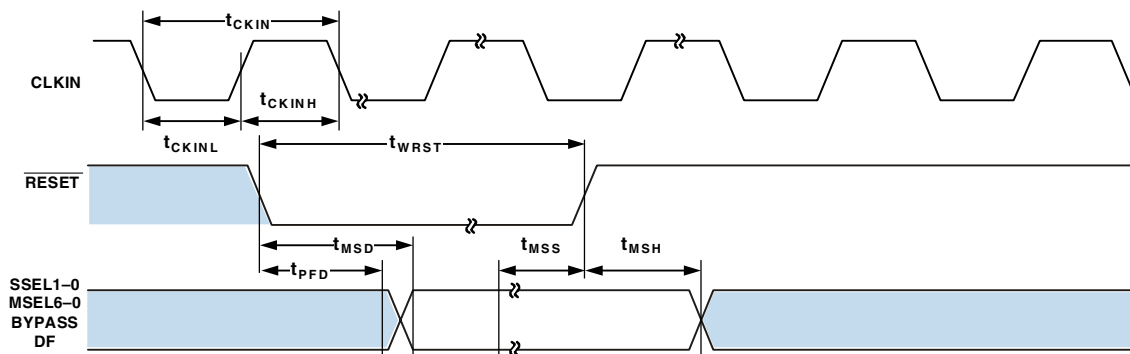 tCKIN
CLKIN
tCKINH
tCKINL
tWRST
RESET
tMSD
tMSS
tMSH
tPFD
SSEL1–0
MSEL6–0
BYPASS
DF